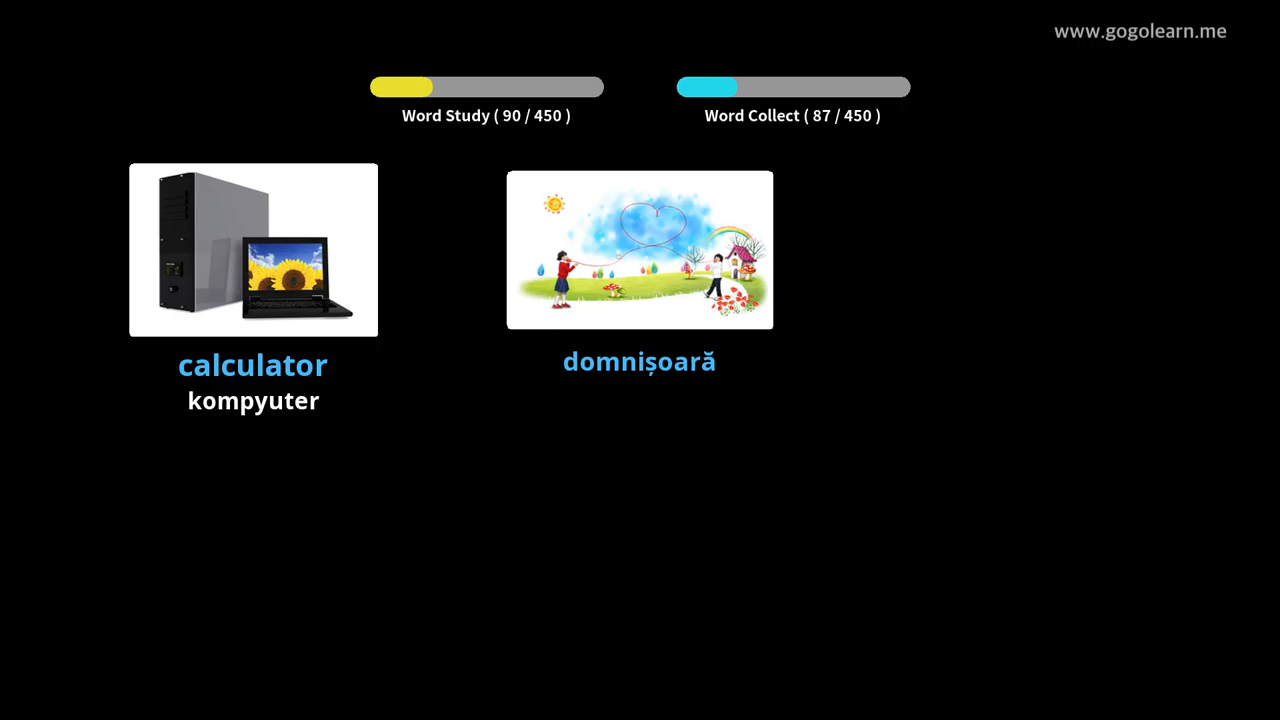 www.gogolearn.me
Word Study ( 90 / 450 )
Word Collect ( 87 / 450 )
calculator
kompyuter
domnișoară